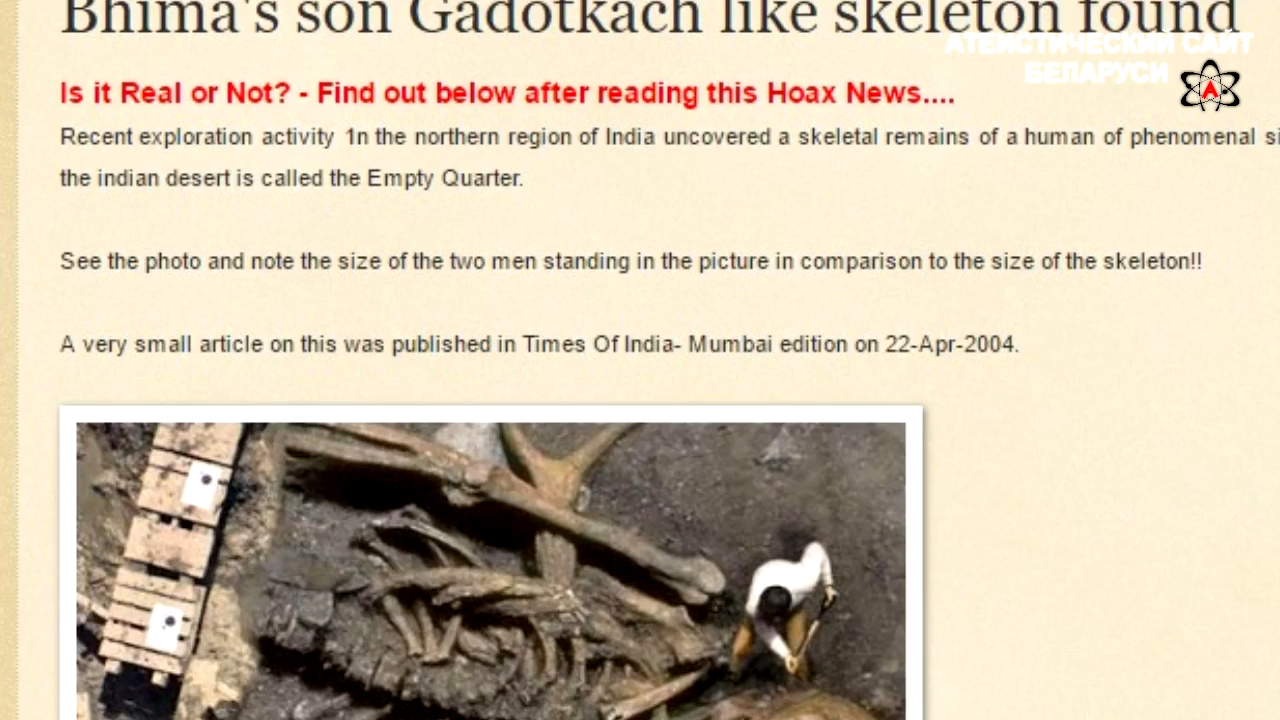 Bhima's son Gadotkach like skeleton found
АТЕИСТИЧЕСКИЙ САЙТ
БЕЛАРУСИ
Is it Real or Not? - Find out below after reading this Hoax News....
Recent exploration activity 1n the northern region of India uncovered a skeletal remains of a human of phenomenal
the indian desert is called the Empty Quarter.
See the photo and note the size of the two men standing in the picture in comparison to the size of the skeleton!!
A very small article on this was published in Times Of India- Mumbai edition on 22-Apr-2004.